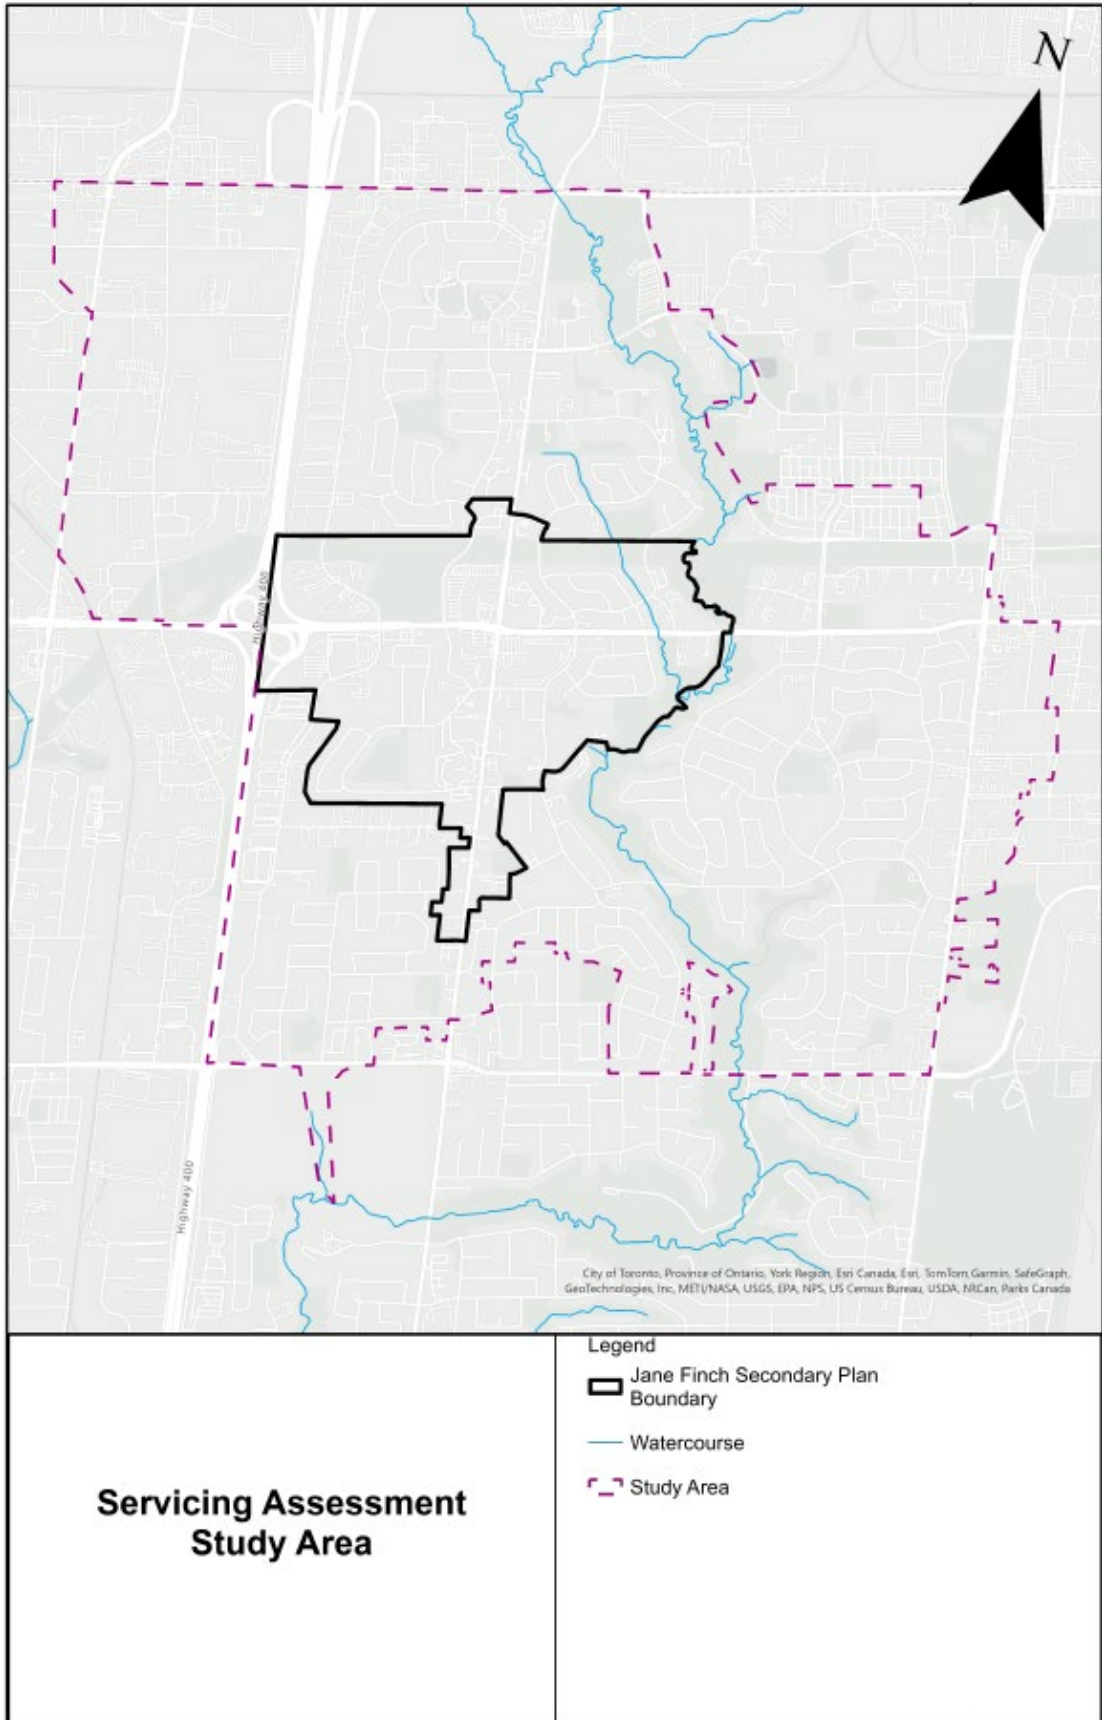 N
Highway 400
Highway 400
City of Toronto, Province of Ontario, York Region, Esri Canada, Esri, TomTom, Garmin, SafeGraph,
GeoTechnologies, Inc, METI/NASA, USGS, EPA, NPS, US Census Bureau, USDA, NRCan, Parks Canada
Servicing Assessment
Study Area
Legend
Jane Finch Secondary Plan
Boundary
Watercourse
Study Area